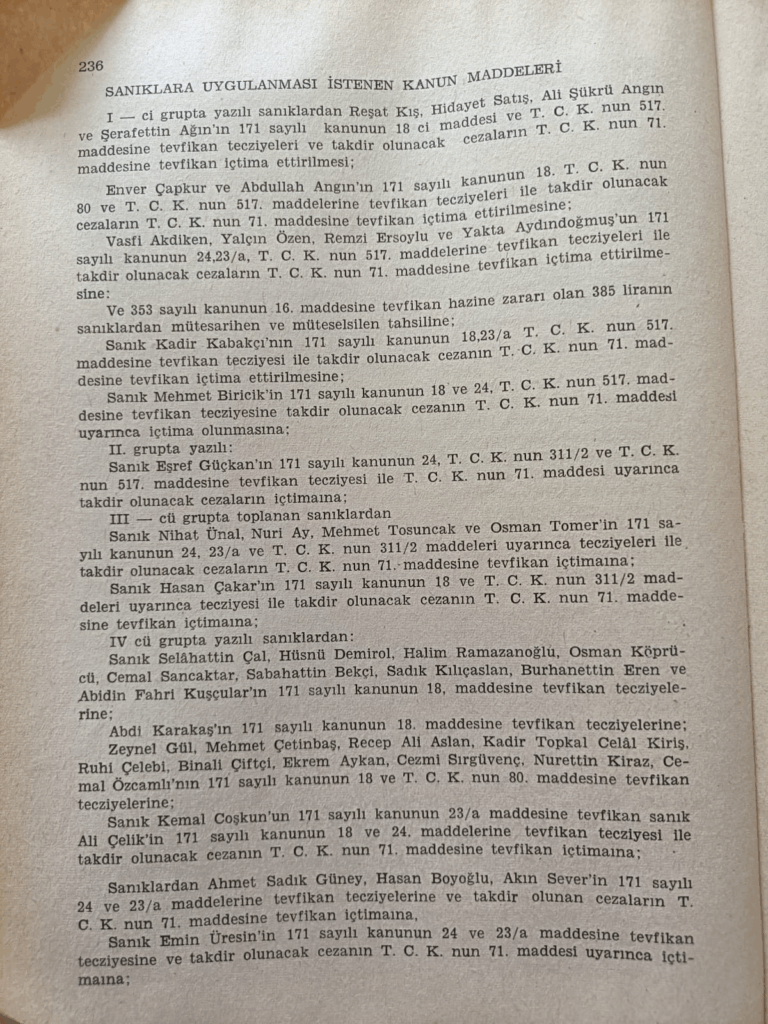 236
SANIKLARA UYGULANMASI İSTENEN KANUN MADDELERİ
I — ci grupta yazılı sanıklardan Reşat Kış, Hidayet Satış, Ali Şükrü Angın
ve Şerafettin Ağın'ın 171 sayılı kanunun 18 ci maddesi ve T. C. K. nun 517.
maddesine tevfikan tecziyeleri ve takdir olunacak cezaların T. C. K. nun 71.
maddesine tevfikan içtima ettirilmesi;
Enver Çapkur ve Abdullah Angın'ın 171 sayılı kanunun 18. T. C. K. nun
80 ve T. C. K. nun 517. maddelerine tevfikan tecziyeleri ile takdir olunacak
cezaların T. C. K. nun 71. maddesine tevfikan içtima ettirilmesine;
Vasfi Akdiken, Yalçın Özen, Remzi Ersoylu ve Yakta Aydındoğmuş'un 171
sayılı kanunun 24,23/a, T. C. K. nun 517. maddelerine tevfikan tecziyeleri ile
takdir olunacak cezaların T. C. K. nun 71. maddesine tevfikan içtima ettirilme-
sine:
Ve 353 sayılı kanunun 16. maddesine tevfikan hazine zararı olan 385 liranın
sanıklardan mütesarihen ve müteselsilen tahsiline;
Sanık Kadir Kabakçı'nın 171 sayılı kanunun 18,23/a T. C. K. nun 517.
maddesine tevfikan tecziyesi ile takdir olunacak cezanın T. C. K. nun 71. mad-
desine tevfikan içtima ettirilmesine;
Sanık Mehmet Biricik'in 171 sayılı kanunun 18 ve 24, T. C. K. nun 517. mad-
desine tevfikan tecziyesine takdir olunacak cezanın T. C. K. nun 71. maddesi
uyarınca içtima olunmasına;
II. grupta yazılı:
Sanık Eşref Güçkan'ın 171 sayılı kanunun 24, T. C. K. nun 311/2 ve T. C. K.
nun 517. maddesine tevfikan tecziyesi ile T. C. K. nun 71. maddesi uyarınca
takdir olunacak cezaların içtimaına;
III — cü grupta toplanan sanıklardan
Sanık Nihat Ünal, Nuri Ay, Mehmet Tosuncak ve Osman Tomer'in 171 sa-
yılı kanunun 24, 23/a ve T. C. K. nun 311/2 maddeleri uyarınca tecziyeleri ile
takdir olunacak cezaların T. C. K. nun 71. maddesine tevfikan içtimaına;
Sanık Hasan Çakar'ın 171 sayılı kanunun 18 ve T. C. K. nun 311/2 mad-
deleri uyarınca tecziyesi ile takdir olunacak cezanın T. C. K. nun 71. madde-
sine tevfikan içtimaına;
IV cü grupta yazılı sanıklardan:
Sanık Selâhattin Çal, Hüsnü Demirol, Halim Ramazanoğlu, Osman Köprü-
cü, Cemal Sancaktar, Sabahattin Bekçi, Sadık Kılıçaslan, Burhanettin Eren ve
Abidin Fahri Kuşçular'ın 171 sayılı kanunun 18, maddesine tevfikan tecziyele-
rine;
Abdi Karakaş'ın 171 sayılı kanunun 18. maddesine tevfikan tecziyelerine;
Zeynel Gül, Mehmet Çetinbaş, Recep Ali Aslan, Kadir Topkal Celâl Kiriş,
Ruhi Çelebi, Binali Çiftçi, Ekrem Aykan, Cezmi Sırgüvenç, Nurettin Kiraz, Ce-
mal Özcamlı'nın 171 sayılı kanunun 18 ve T. C. K. nun 80. maddesine tevfikan
tecziyelerine;
Sanık Kemal Coşkun'un 171 sayılı kanunun 23/a maddesine tevfikan sanık
Ali Çelik'in 171 sayılı kanunun 18 ve 24. maddelerine tevfikan tecziyesi ile
takdir olunacak cezanın T. C. K. nun 71. maddesine tevfikan içtimaına;
Sanıklardan Ahmet Sadık Güney, Hasan Boyoğlu, Akın Sever'in 171 sayılı
24 ve 23/a maddelerine tevfikan tecziyelerine ve takdir olunan cezaların T.
C. K. nun 71. maddesine tevfikan içtimaına,
Sanık Emin Üresin'in 171 sayılı kanunun 24 ve 23/a maddesine tevfikan
tecziyesine ve takdir olunacak cezanın T. C. K. nun 71. maddesi uyarınca içti-
maına;